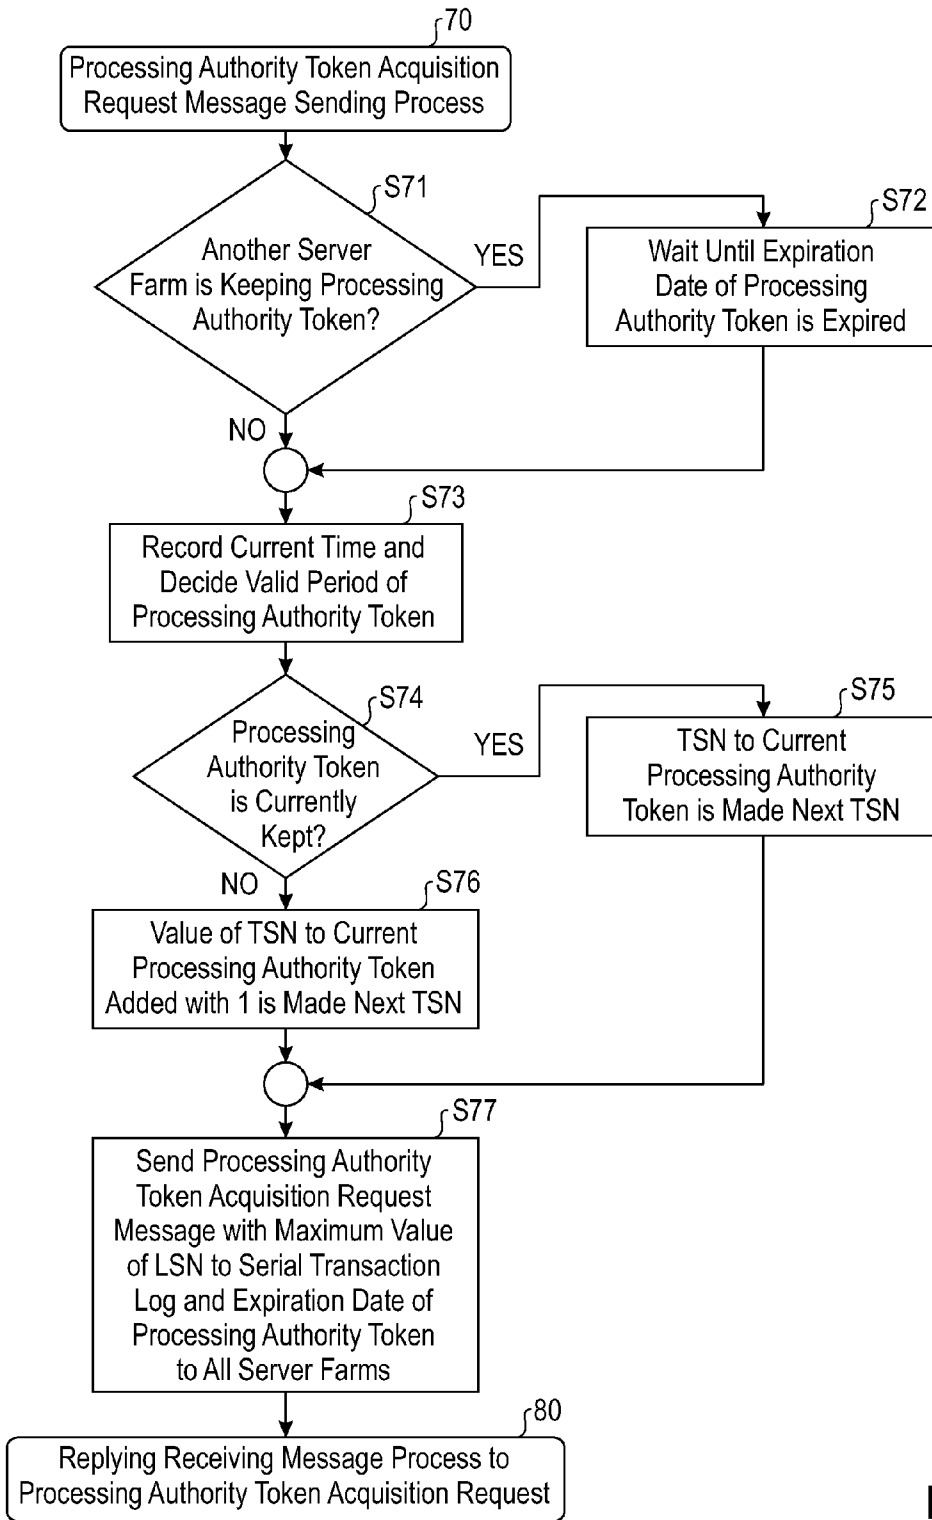 70
Processing Authority Token Acquisition
Request Message Sending Process
S71
Another Server
Farm is Keeping Processing
Authority Token?
YES
S72
Wait Until Expiration
Date of Processing
Authority Token is Expired
NO
S73
Record Current Time and
Decide Valid Period of
Processing Authority Token
S74
Processing
Authority Token
is Currently
Kept?
YES
S75
TSN to Current
Processing Authority
Token is Made Next TSN
NO
S76
Value of TSN to Current
Processing Authority Token
Added with 1 is Made Next TSN
S77
Send Processing Authority
Token Acquisition Request
Message with Maximum Value
of LSN to Serial Transaction
Log and Expiration Date of
Processing Authority Token
to All Server Farms
80
Replying Receiving Message Process to
Processing Authority Token Acquisition Request